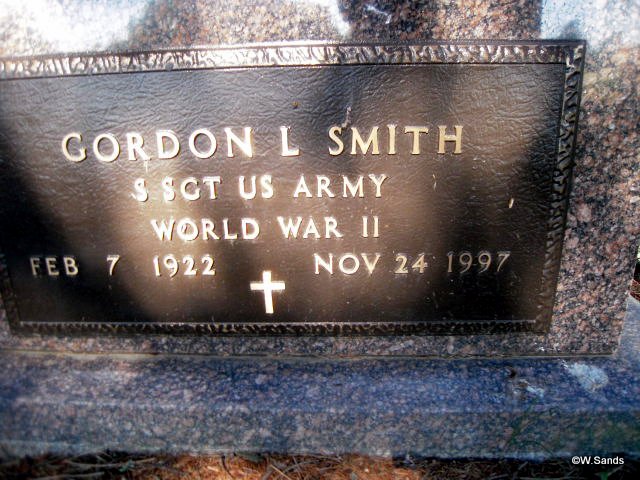 GORDON L SMITH
S SGT US ARMY
WORLD WAR II
FEB 7 1922 NOV 24 1997
©W.Sands